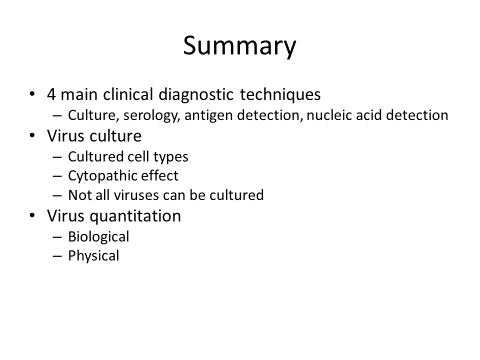 Summary
• 4 main clinical diagnostic techniques
– Culture, serology, antigen detection, nucleic acid detection
• Virus culture
– Cultured cell types
– Cytopathic effect
– Not all viruses can be cultured
• Virus quantitation
– Biological
– Physical